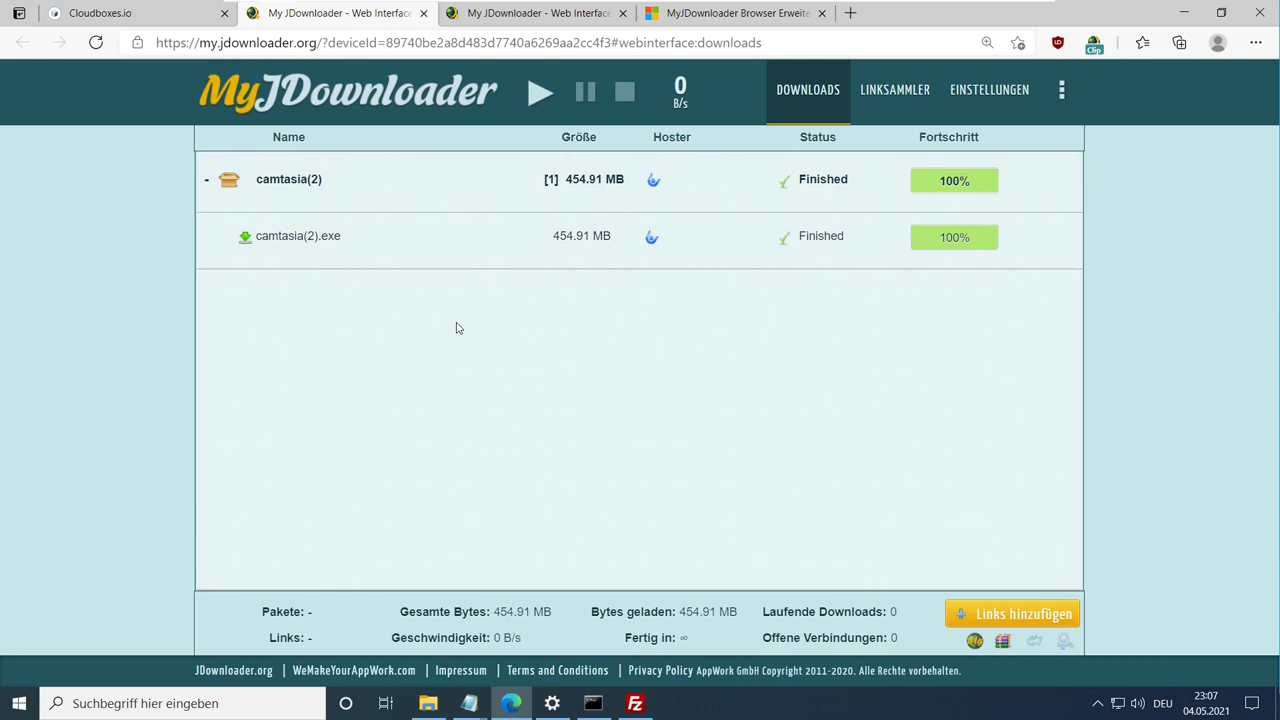 Cloudboxes.io
My JDownloader - Web Interface
My JDownloader - Web Interface
MyJDownloader Browser Erweite
https://my.jdownloader.org/?deviceId=89740be2a8d483d7740a6269aa2cc4f3#webinterface:downloads
Clip
MyJDownloader
0
B/s
DOWNLOADS
LINKSAMMLER
EINSTELLUNGEN
Name Größe Hoster Status Fortschritt
- camtasia(2) [1] 454.91 MB Finished 100%
camtasia(2).exe 454.91 MB Finished 100%
Pakete: - Gesamte Bytes: 454.91 MB Bytes geladen: 454.91 MB Laufende Downloads: 0
Links hinzufügen
Links: - Geschwindigkeit: 0 B/s Fertig in: ∞ Offene Verbindungen: 0
JDownloader.org | WeMakeYourAppWork.com | Impressum | Terms and Conditions | Privacy Policy AppWork GmbH Copyright 2011-2020. Alle Rechte vorbehalten.
Suchbegriff hier eingeben
DEU
23:07
04.05.2021